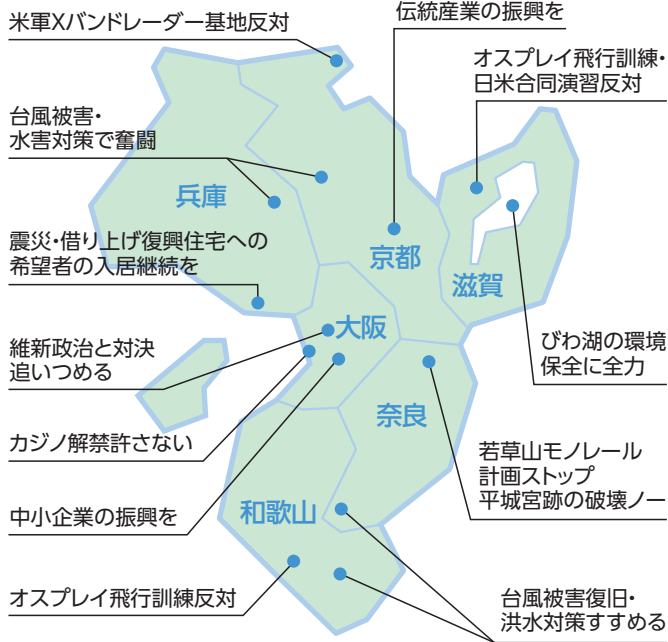 米軍Xバンドレーダー基地反対
伝統産業の振興を
オスプレイ飛行訓練・
日米合同演習反対
台風被害・
水害対策で奮闘
兵庫
京都
滋賀
震災・借り上げ復興住宅への
希望者の入居継続を
大阪
維新政治と対決
追いつめる
びわ湖の環境
保全に全力
奈良
カジノ解禁許さない
若草山モノレール
計画ストップ
平城宮跡の破壊ノー
中小企業の振興を
和歌山
オスプレイ飛行訓練反対
台風被害復旧・
洪水対策すすめる